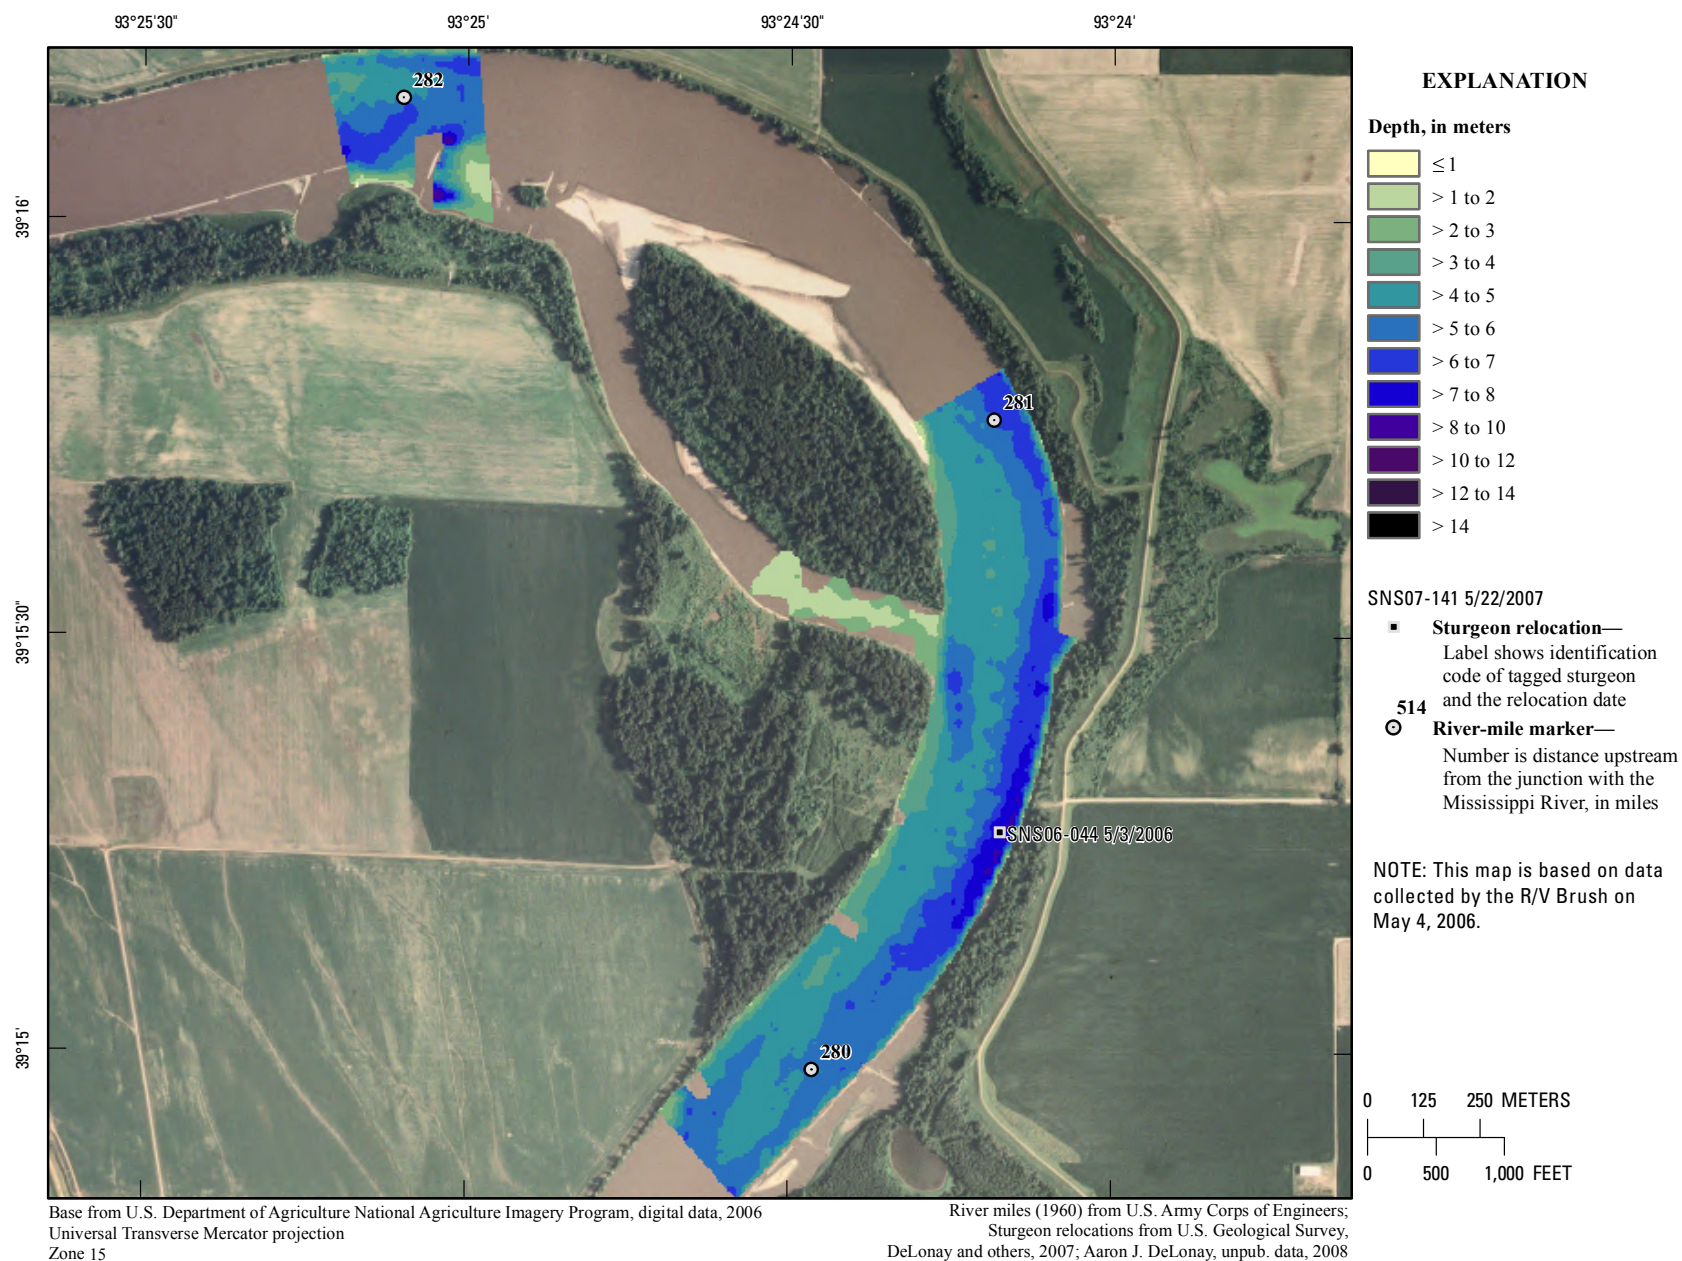 93°25'30"
93°25'
93°24'30"
93°24'
39°16'
39°15'30"
39°15'
282
281
SNS06-044 5/3/2006
280
EXPLANATION
Depth, in meters
≤ 1
> 1 to 2
> 2 to 3
> 3 to 4
> 4 to 5
> 5 to 6
> 6 to 7
> 7 to 8
> 8 to 10
> 10 to 12
> 12 to 14
> 14
SNS07-141 5/22/2007
Sturgeon relocation—
Label shows identification
code of tagged sturgeon
and the relocation date
514
River-mile marker—
Number is distance upstream
from the junction with the
Mississippi River, in miles
NOTE: This map is based on data
collected by the R/V Brush on
May 4, 2006.
0 125 250 METERS
0 500 1,000 FEET
Base from U.S. Department of Agriculture National Agriculture Imagery Program, digital data, 2006
Universal Transverse Mercator projection
Zone 15
River miles (1960) from U.S. Army Corps of Engineers;
Sturgeon relocations from U.S. Geological Survey,
DeLonay and others, 2007; Aaron J. DeLonay, unpub. data, 2008